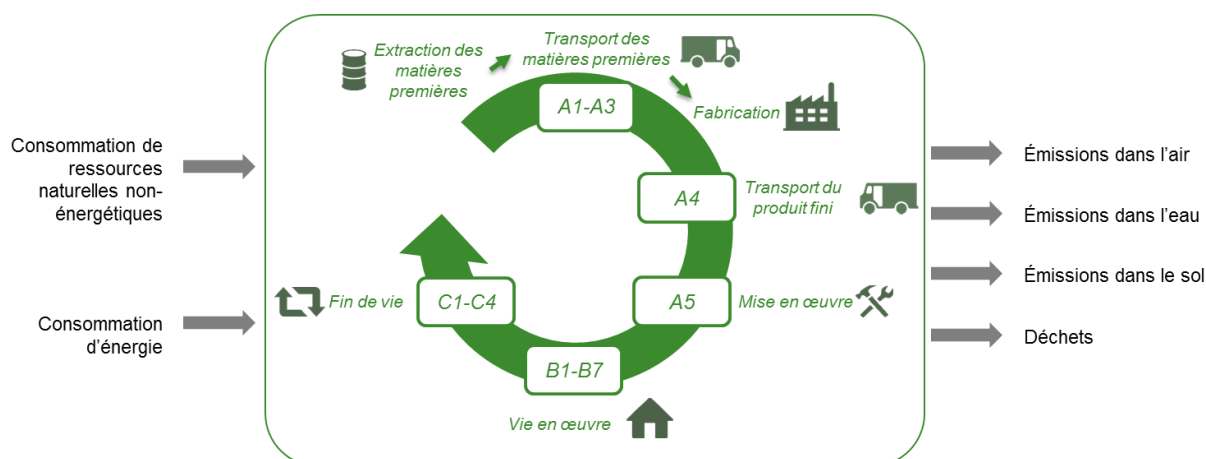 Extraction des
matières
premières
Transport des
matières premières
Fabrication
A1-A3
Consommation de
ressources
naturelles non-
énergétiques
A4
Transport du
produit fini
Émissions dans l’air
Émissions dans l’eau
Émissions dans le sol
Déchets
Fin de vie
C1-C4
A5
Mise en œuvre
Consommation
d’énergie
B1-B7
Vie en œuvre